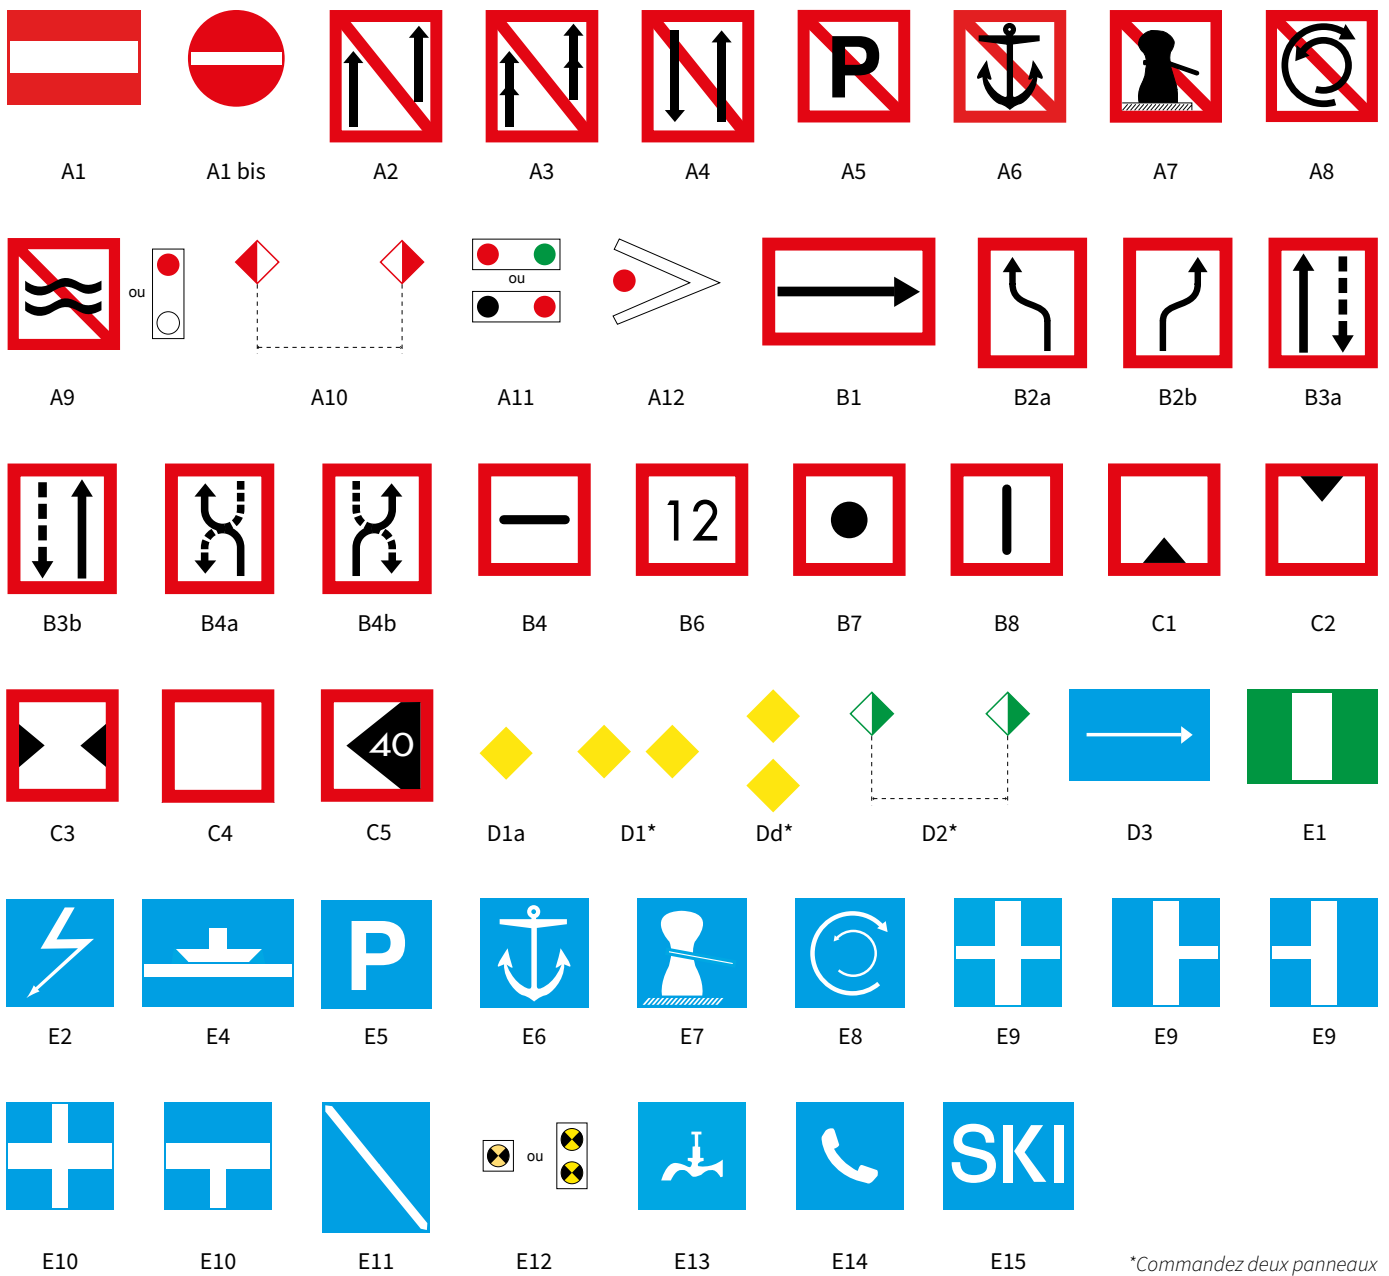 A1 A1 bis A2 A3 A4 P A5 A6 A7 A8
ou
ou
A9 A10 A11 A12 B1 B2a B2b B3a
12
B3b B4a B4b B4 B6 B7 B8 C1 C2
40
C3 C4 C5 D1a D1* Dd* D2* D3 E1
P
E2 E4 E5 E6 E7 E8 E9 E9 E9
ou
SKI
E10 E10 E11 E12 E13 E14 E15
*Commandez deux panneaux